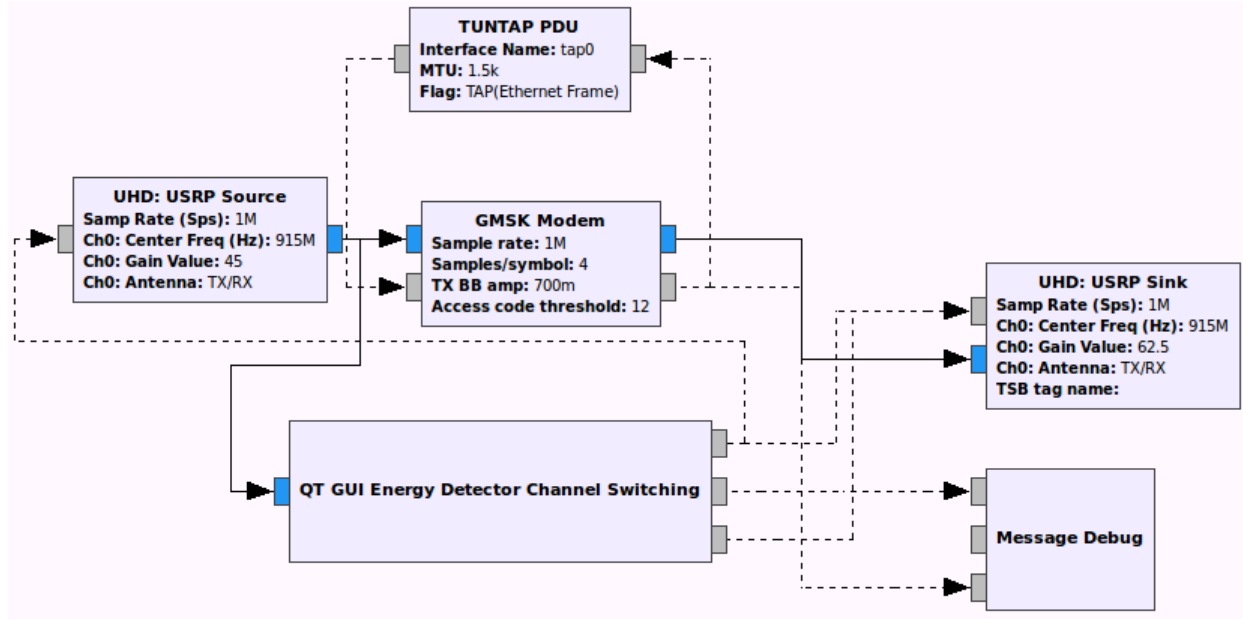 TUNTAP PDU
Interface Name: tap0
MTU: 1.5k
Flag: TAP(Ethernet Frame)
UHD: USRP Source
Samp Rate (Sps): 1M
Ch0: Center Freq (Hz): 915M
Ch0: Gain Value: 45
Ch0: Antenna: TX/RX
GMSK Modem
Sample rate: 1M
Samples/symbol: 4
TX BB amp: 700m
Access code threshold: 12
UHD: USRP Sink
Samp Rate (Sps): 1M
Ch0: Center Freq (Hz): 915M
Ch0: Gain Value: 62.5
Ch0: Antenna: TX/RX
TSB tag name:
QT GUI Energy Detector Channel Switching
Message Debug